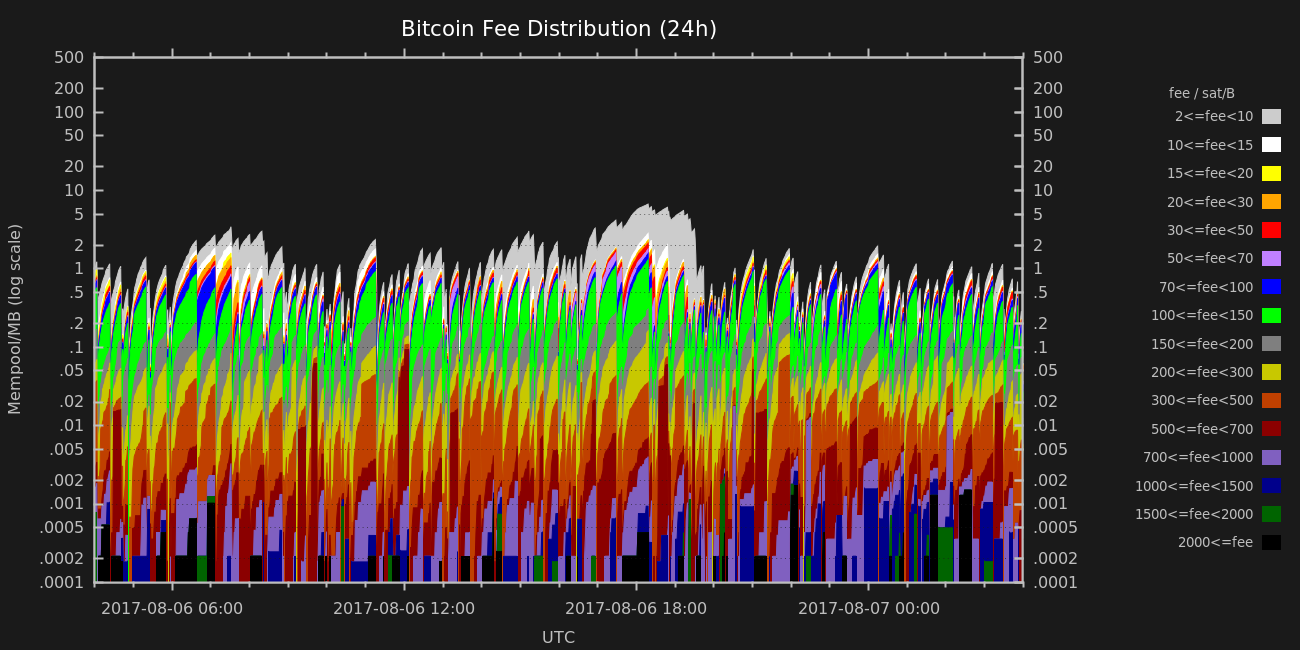 Bitcoin Fee Distribution (24h)
Mempool/MB (log scale)
500
200
100
50
20
10
5
2
1
.5
.2
.1
.05
.02
.01
.005
.002
.001
.0005
.0002
.0001
500
200
100
50
20
10
5
2
1
.5
.2
.1
.05
.02
.01
.005
.002
.001
.0005
.0002
.0001
2017-08-06 06:00 2017-08-06 12:00 2017-08-06 18:00 2017-08-07 00:00
UTC
fee / sat/B
2<=fee<10
10<=fee<15
15<=fee<20
20<=fee<30
30<=fee<50
50<=fee<70
70<=fee<100
100<=fee<150
150<=fee<200
200<=fee<300
300<=fee<500
500<=fee<700
700<=fee<1000
1000<=fee<1500
1500<=fee<2000
2000<=fee